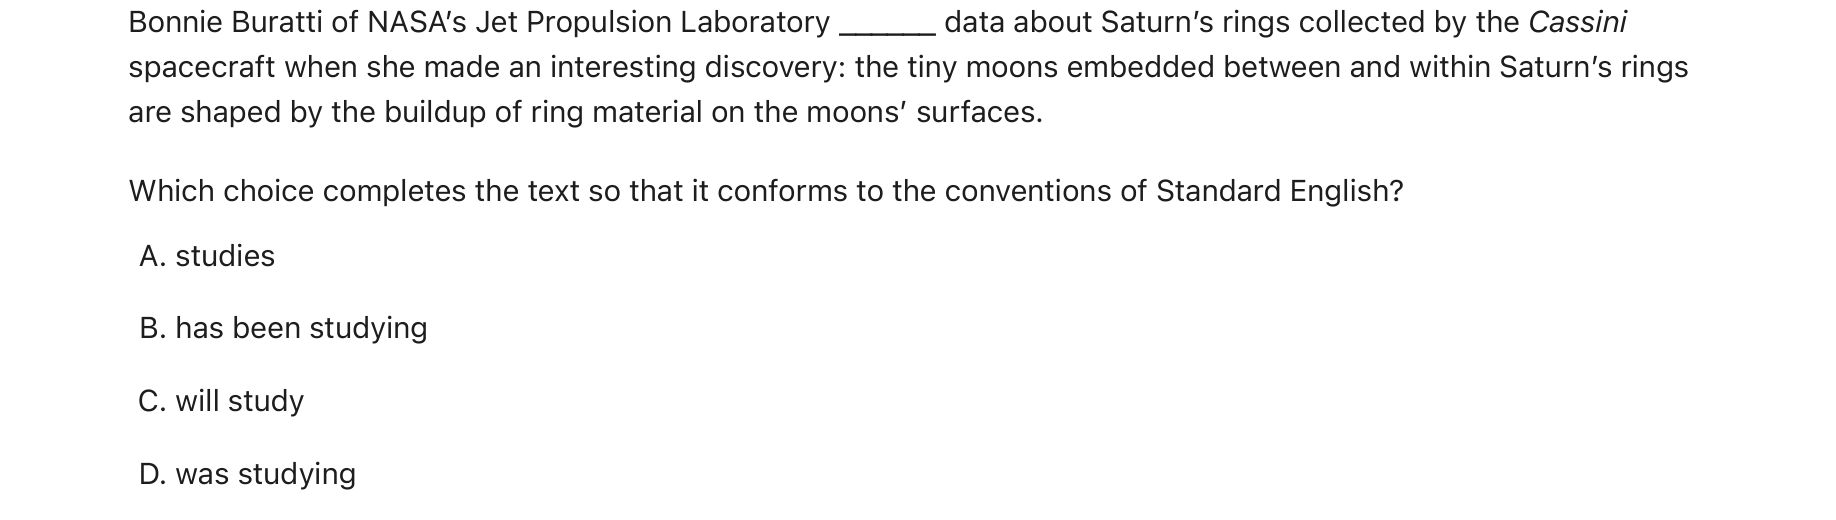 Bonnie Buratti of NASA’s Jet Propulsion Laboratory ______ data about Saturn’s rings collected by the Cassini
spacecraft when she made an interesting discovery: the tiny moons embedded between and within Saturn’s rings
are shaped by the buildup of ring material on the moons’ surfaces.
Which choice completes the text so that it conforms to the conventions of Standard English?
A. studies
B. has been studying
C. will study
D. was studying